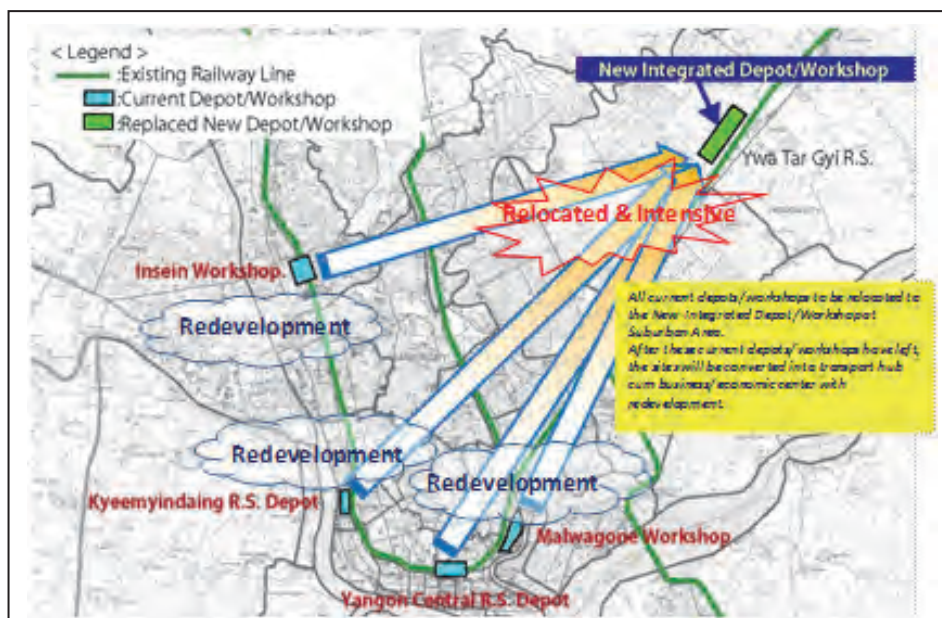 < Legend >
:Existing Railway Line
:Current Depot/Workshop
:Replaced New Depot/Workshop
New Integrated Depot/Workshop
Ywa Tar Gyi R.S.
Relocated & Intensive
Insein Workshop.
Redevelopment
All current depots/workshops to be relocated to
the New-Integrated Depot/Workshop at
Suburban Area.
After these current depots/workshops have left,
the sites will be converted into a transport hub
cum business/economic center with
redevelopment.
Redevelopment
Redevelopment
Kyeemyindaing R.S. Depot
Malwagone Workshop
Yangon Central R.S. Depot